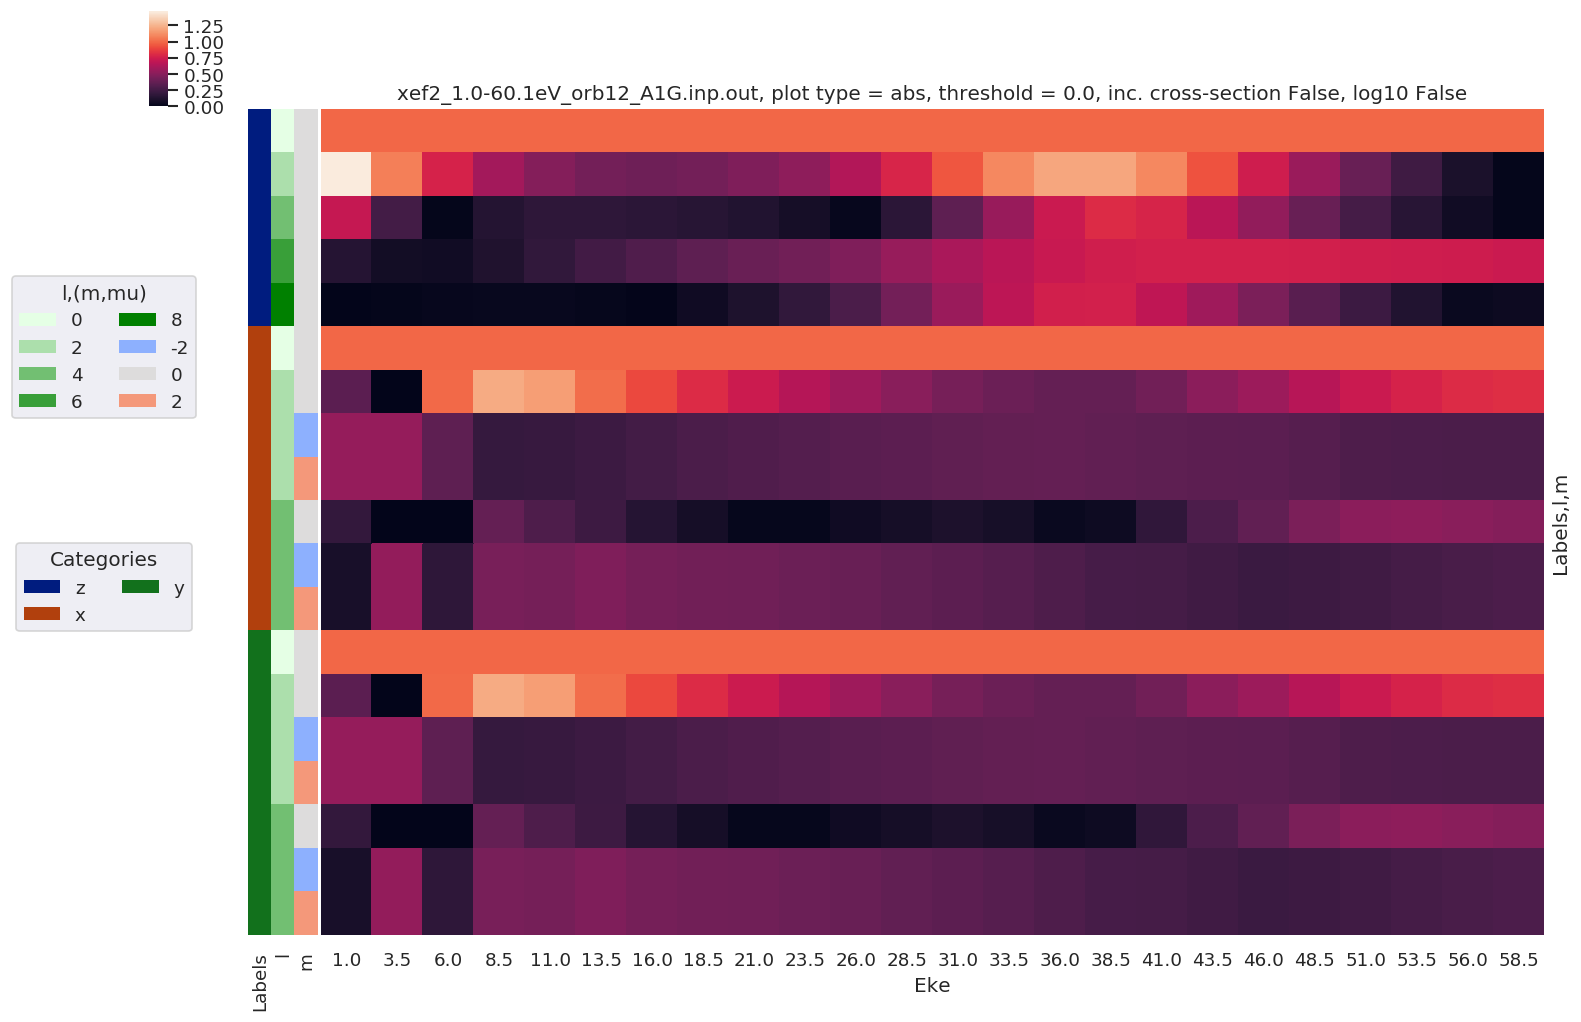 1.25
1.00
0.75
0.50
0.25
0.00
xef2_1.0-60.1eV_orb12_A1G.inp.out, plot type = abs, threshold = 0.0, inc. cross-section False, log10 False
l,(m,mu)
0 8
2 -2
4 0
6 2
Categories
z y
x
Labels,l,m
Labels l m
1.0 3.5 6.0 8.5 11.0 13.5 16.0 18.5 21.0 23.5 26.0 28.5 31.0 33.5 36.0 38.5 41.0 43.5 46.0 48.5 51.0 53.5 56.0 58.5
Eke